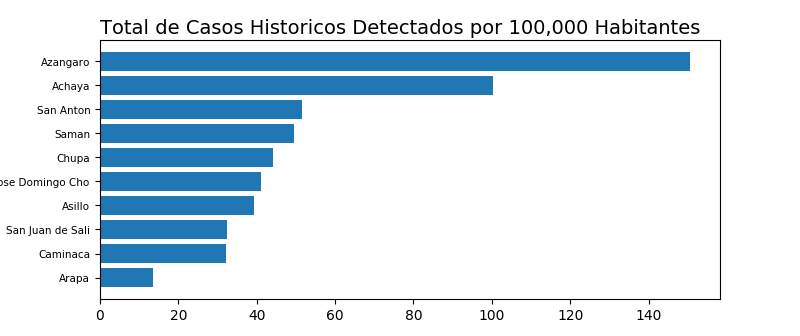 Total de Casos Historicos Detectados por 100,000 Habitantes
Azangaro
Achaya
San Anton
Saman
Chupa
ose Domingo Cho
Asillo
San Juan de Sali
Caminaca
Arapa
0 20 40 60 80 100 120 140